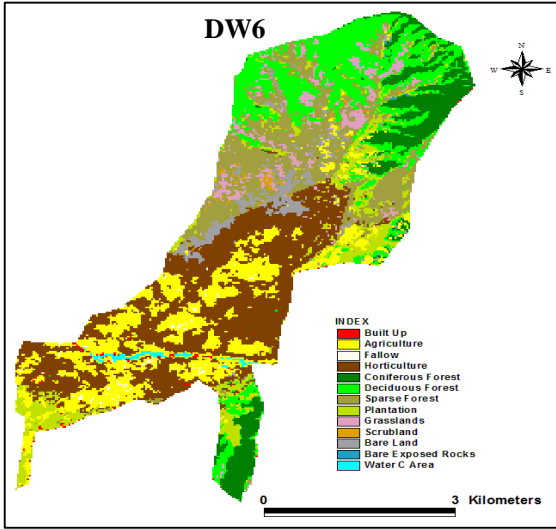 DW6
N
W E
S
INDEX
Built Up
Agriculture
Fallow
Horticulture
Coniferous Forest
Deciduous Forest
Sparse Forest
Plantation
Grasslands
Scrubland
Bare Land
Bare Exposed Rocks
Water C Area
0 3 Kilometers